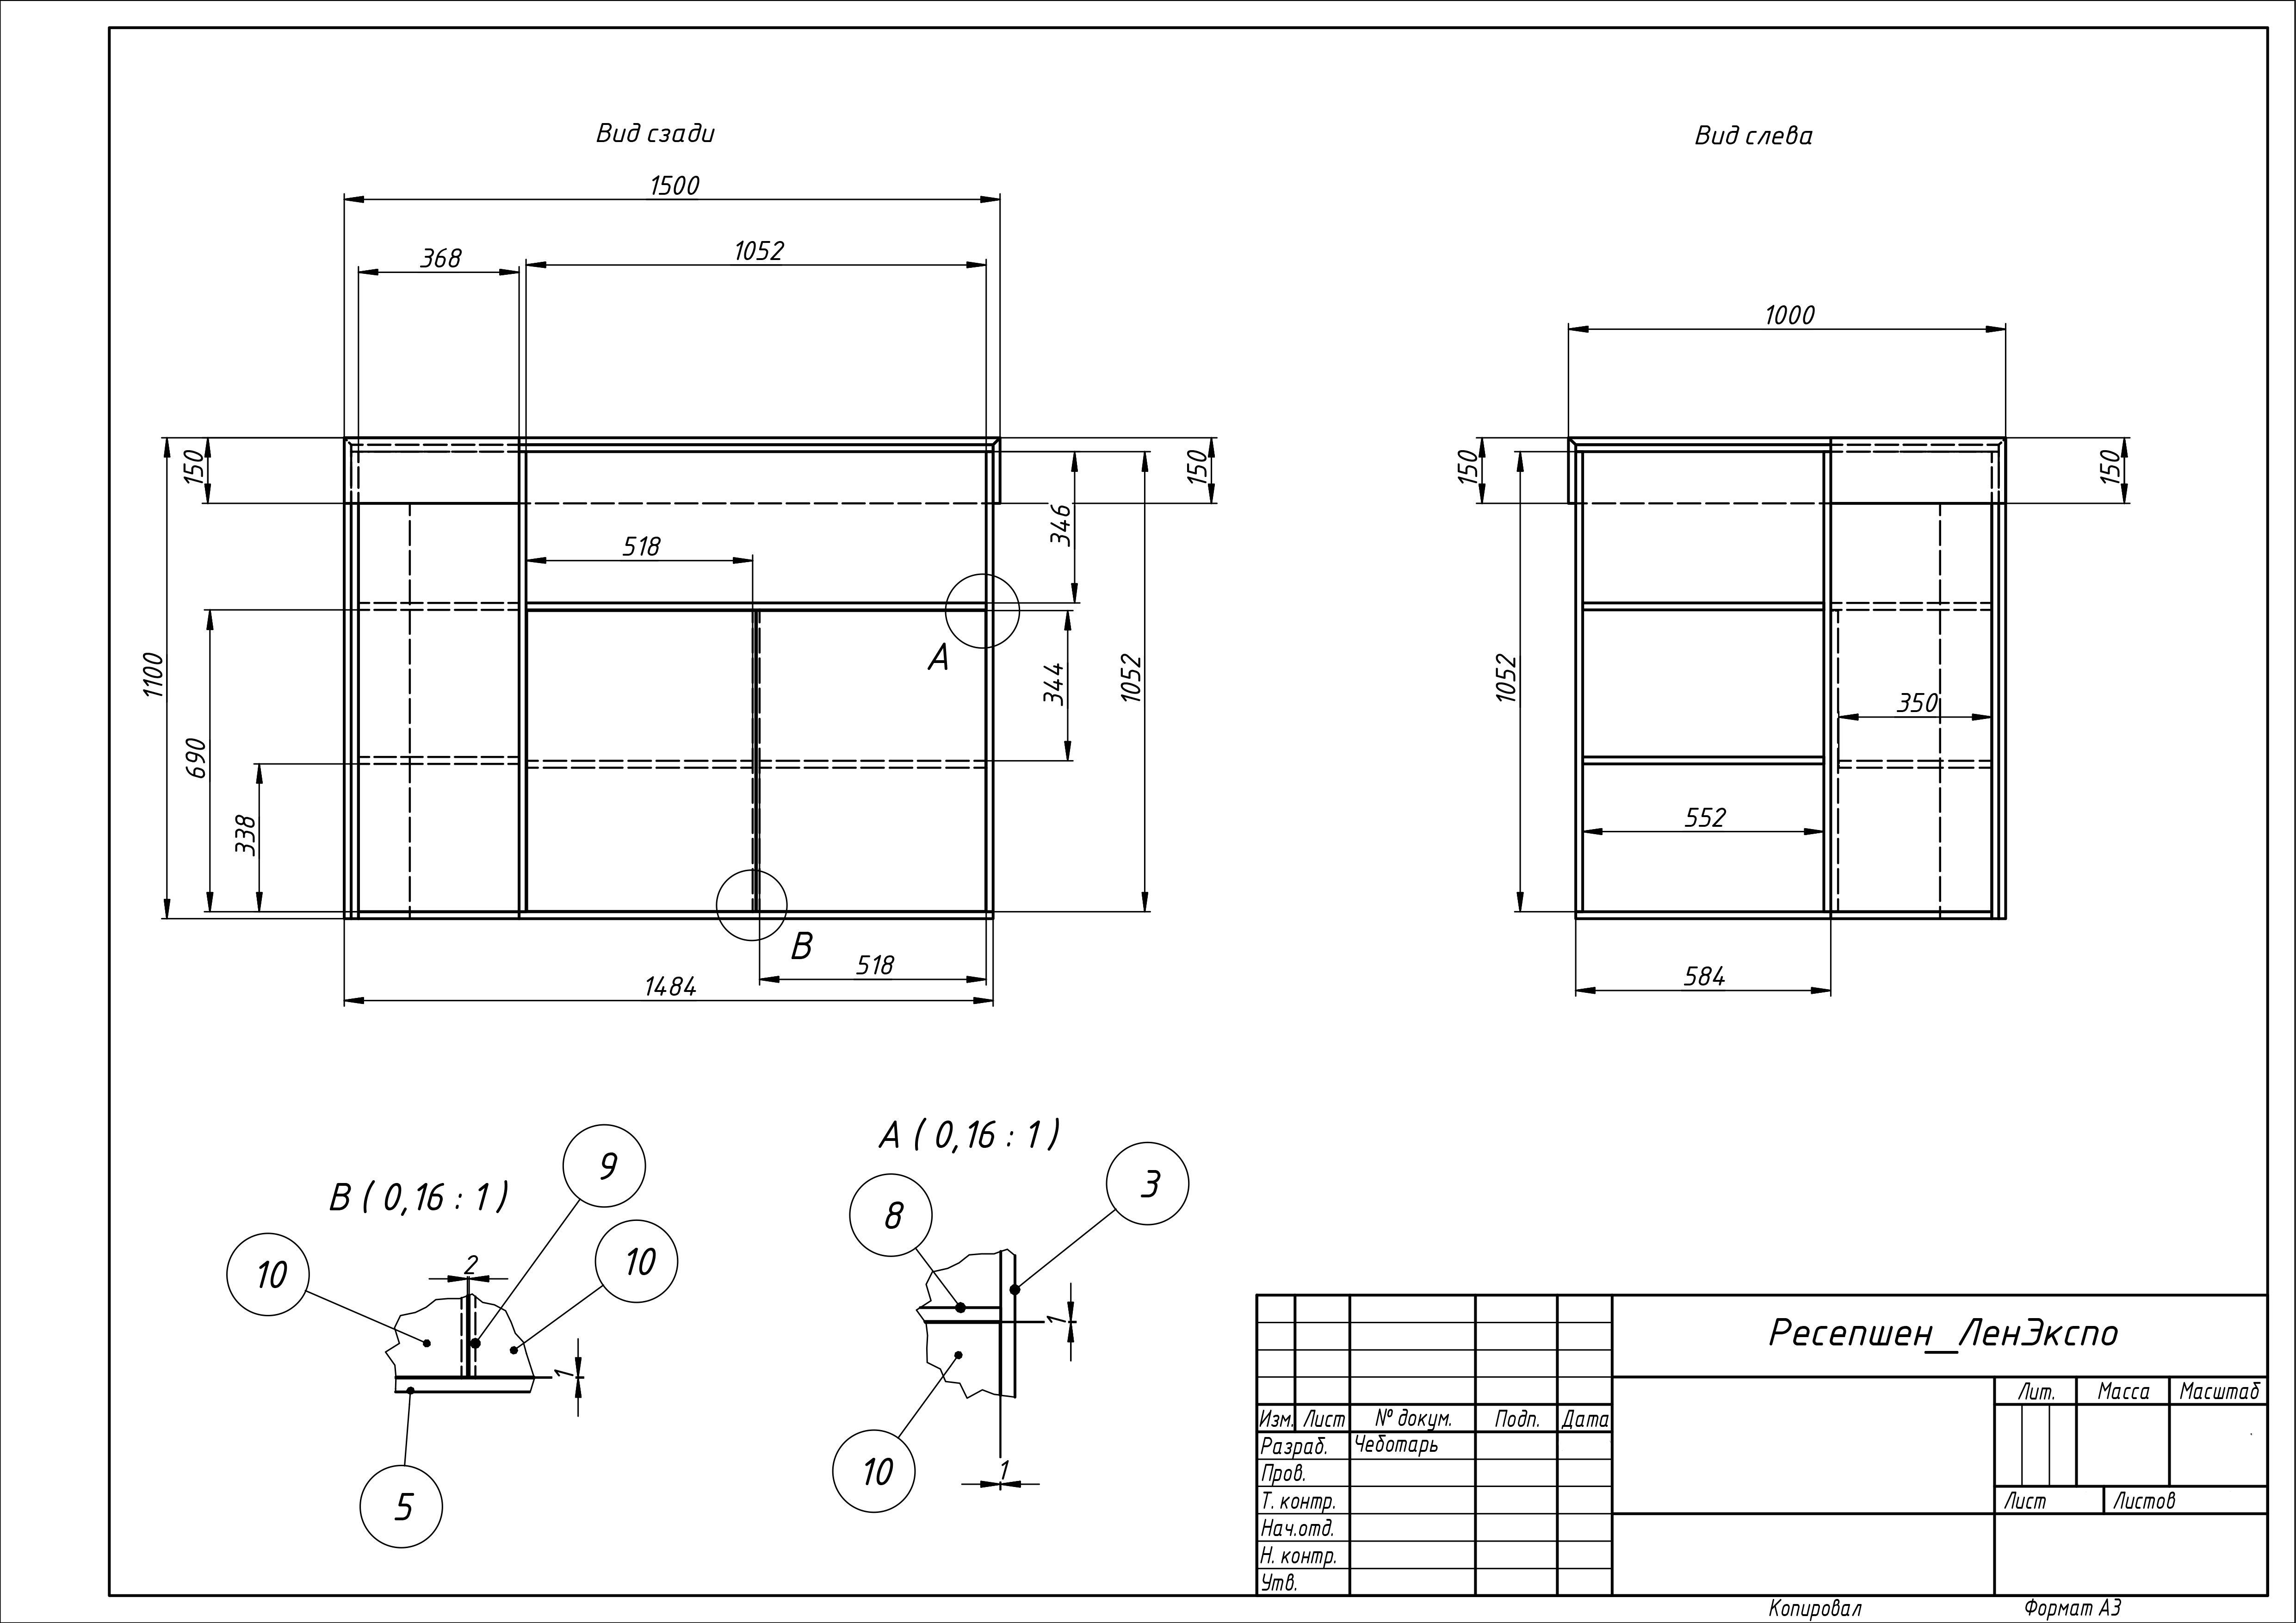 Вид сзади
Вид слева
1500
368
1052
1000
150
150
150
150
346
518
1100
690
338
344
1052
1052
350
552
A
B
518
1484
584
A ( 0,16 : 1 )
B ( 0,16 : 1 )
9
3
8
10
10
2
1
1
1
10
5
Ресепшен_ЛенЭкспо
Лит.
Масса
Масштаб
Изм.
Лист
№ докум.
Подп.
Дата
Разраб.
Чеботарь
Пров.
Т. контр.
Лист
Листов
Нач.отд.
Н. контр.
Утв.
Копировал
Формат А3